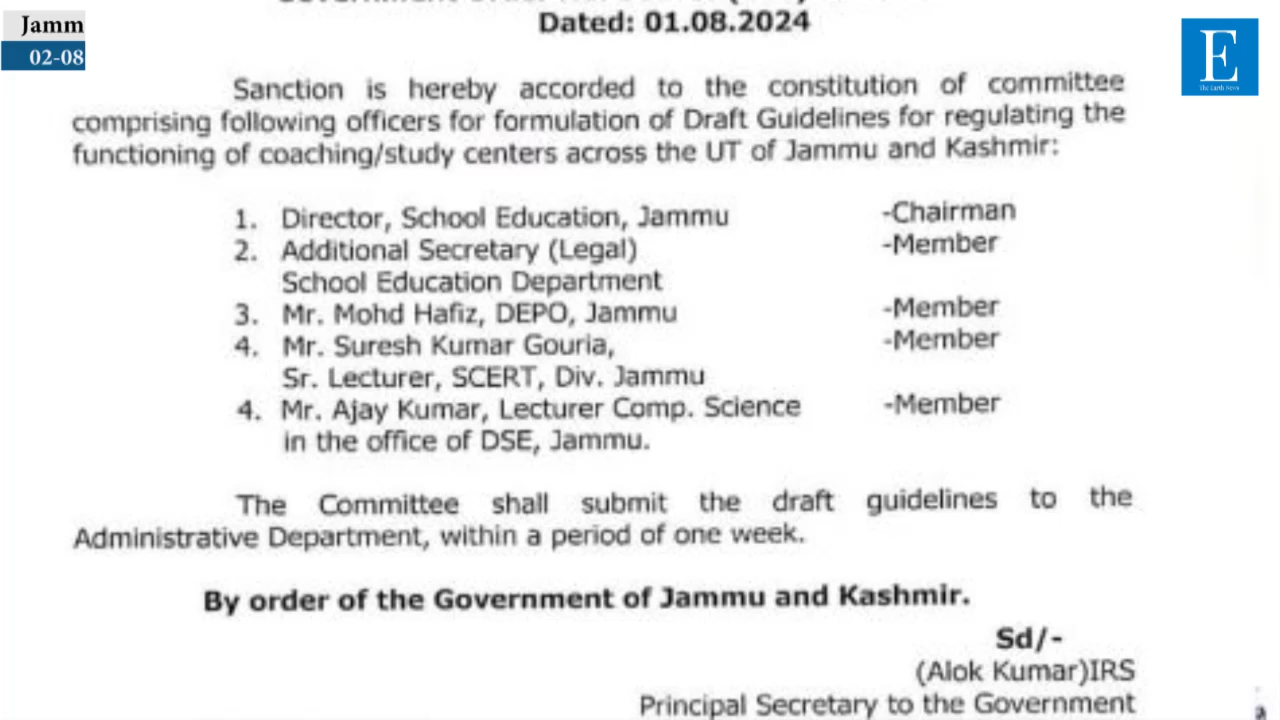 Jamm
02-08
E
The Earth News
Dated: 01.08.2024
Sanction is hereby accorded to the constitution of committee
comprising following officers for formulation of Draft Guidelines for regulating the
functioning of coaching/study centers across the UT of Jammu and Kashmir:
1. Director, School Education, Jammu -Chairman
2. Additional Secretary (Legal) -Member
School Education Department
3. Mr. Mohd Hafiz, DEPO, Jammu -Member
4. Mr. Suresh Kumar Gouria, -Member
Sr. Lecturer, SCERT, Div. Jammu
4. Mr. Ajay Kumar, Lecturer Comp. Science -Member
in the office of DSE, Jammu.
The Committee shall submit the draft guidelines to the
Administrative Department, within a period of one week.
By order of the Government of Jammu and Kashmir.
Sd/-
(Alok Kumar)IRS
Principal Secretary to the Government